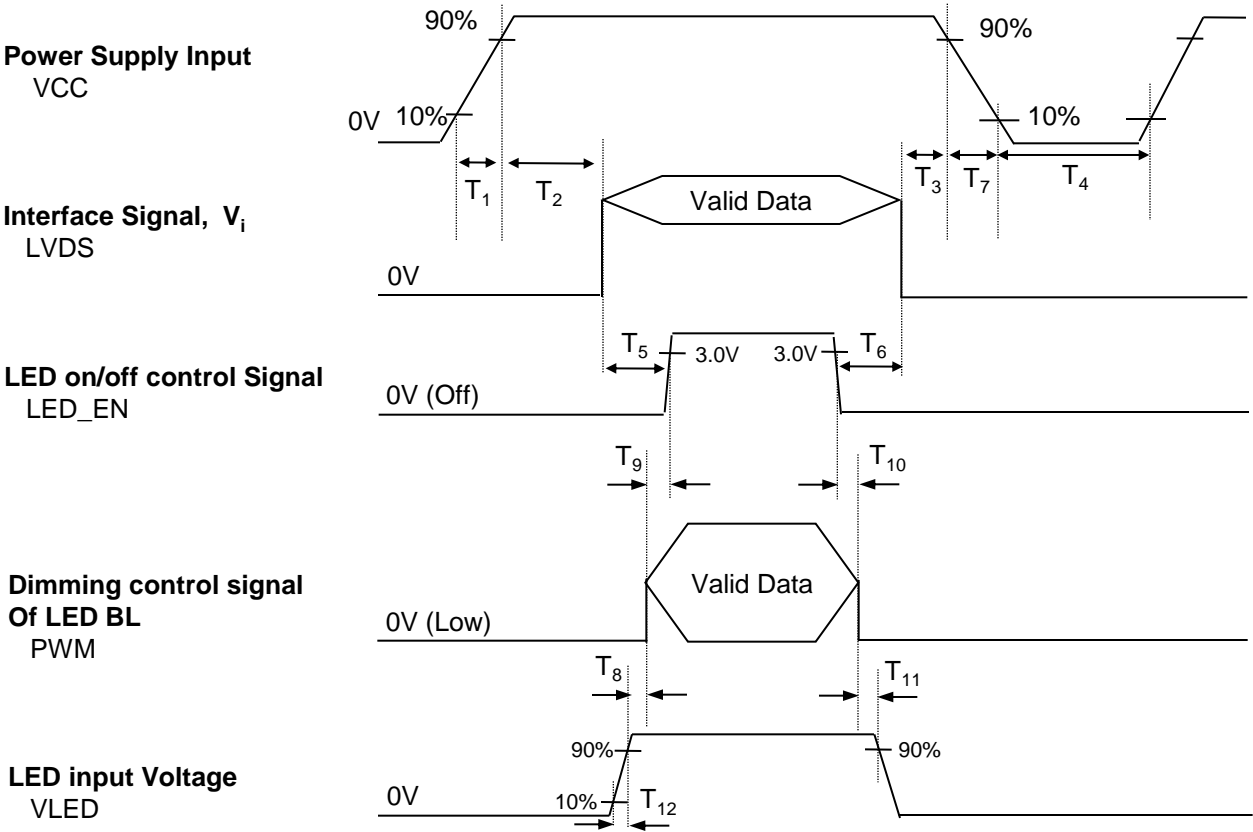 90%
90%
Power Supply Input
VCC
0V 10%
10%
T1
T2
T3
T7
T4
Valid Data
Interface Signal, Vi
LVDS
0V
T5
3.0V
3.0V
T6
LED on/off control Signal
LED_EN
0V (Off)
T9
T10
Dimming control signal
Of LED BL
PWM
Valid Data
0V (Low)
T8
T11
90%
90%
LED input Voltage
VLED
0V
10%
T12